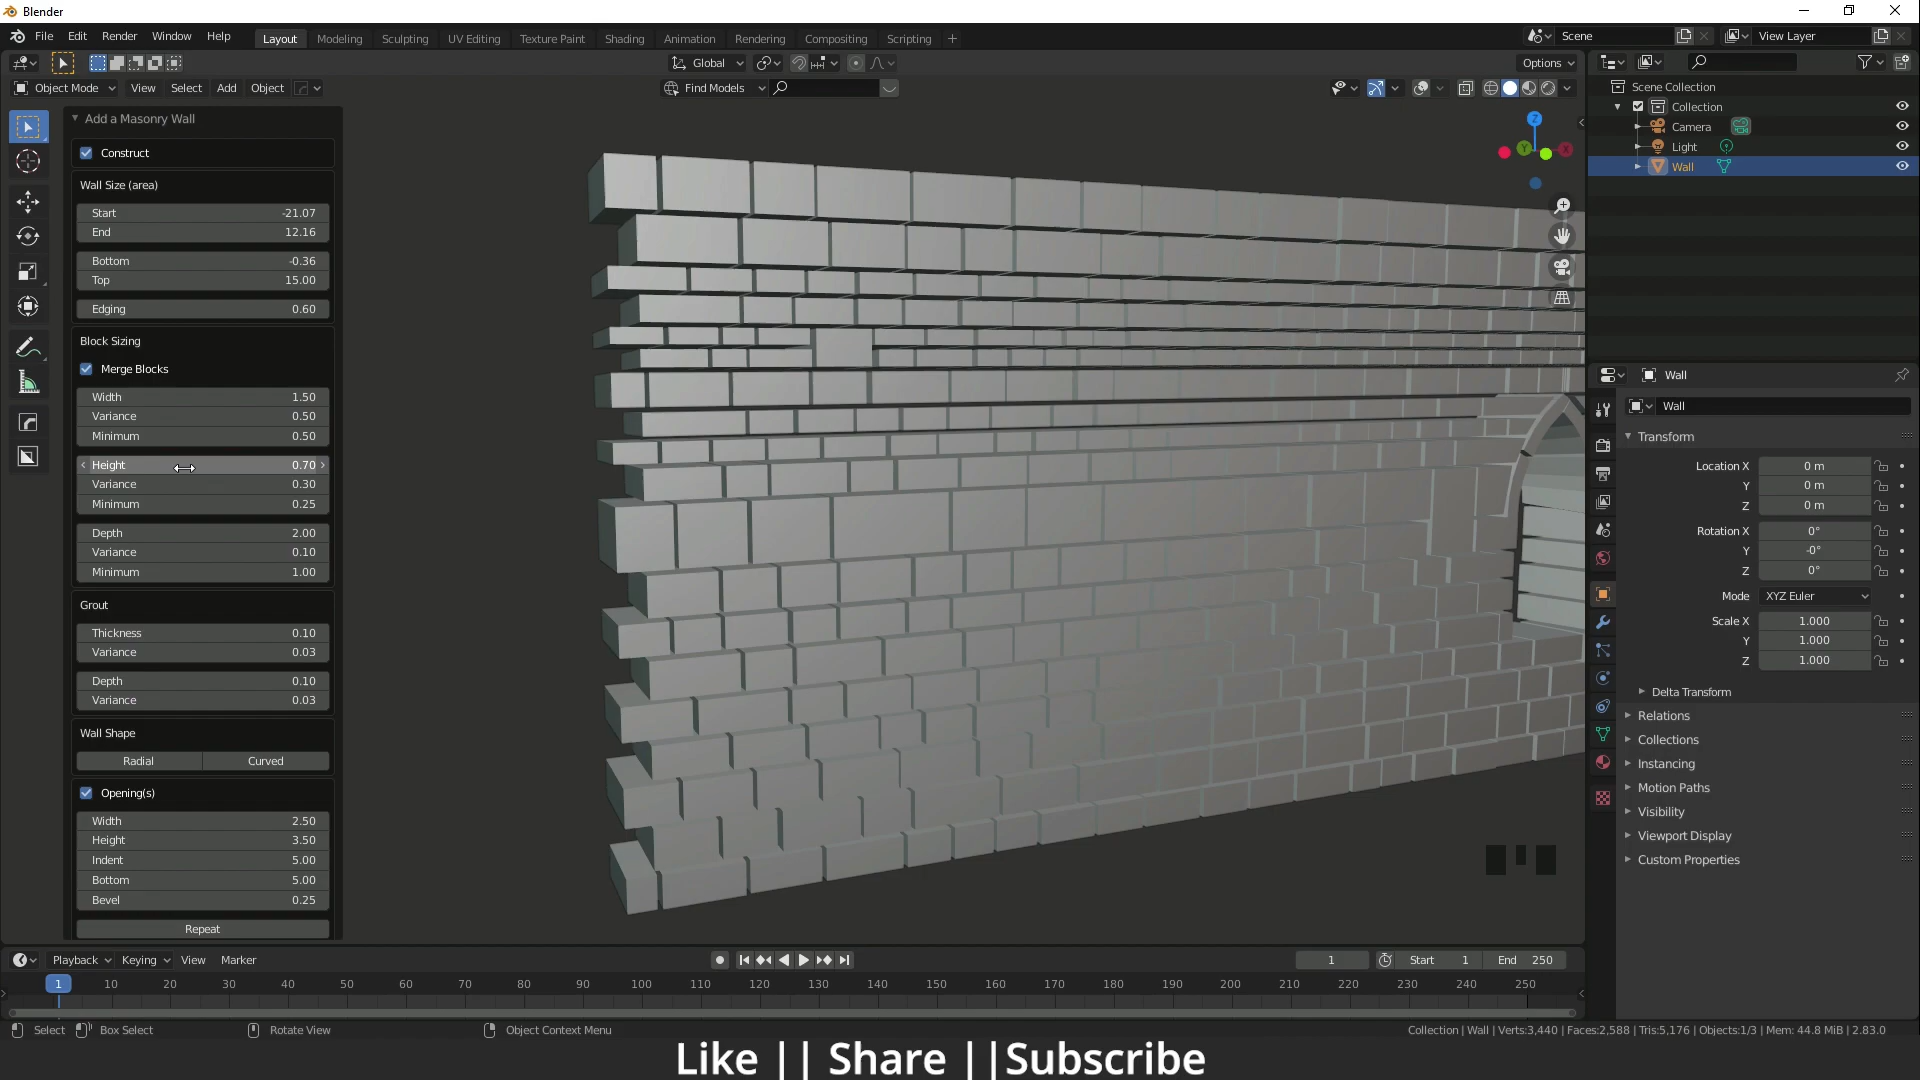 Blender
File Edit Render Window Help
Layout Modeling Sculpting UV Editing Texture Paint Shading Animation Rendering Compositing Scripting
Scene
View Layer
Global
Options
Object Mode View Select Add Object
Find Models
Add a Masonry Wall
Construct
Wall Size (area)
Start -21.07
End 12.16
Bottom -0.36
Top 15.00
Edging 0.60
Block Sizing
Merge Blocks
Width 1.50
Variance 0.50
Minimum 0.50
Height 0.70
Variance 0.30
Minimum 0.25
Depth 2.00
Variance 0.10
Minimum 1.00
Grout
Thickness 0.10
Variance 0.03
Depth 0.10
Variance 0.03
Wall Shape
Radial Curved
Opening(s)
Width 2.50
Height 3.50
Indent 5.00
Bottom 5.00
Bevel 0.25
Repeat
Z
Y
X
Scene Collection
Collection
Camera
Light
Wall
Wall
Wall
Transform
Location X 0 m
Y 0 m
Z 0 m
Rotation X 0°
Y -0°
Z 0°
Mode XYZ Euler
Scale X 1.000
Y 1.000
Z 1.000
Delta Transform
Relations
Collections
Instancing
Motion Paths
Visibility
Viewport Display
Custom Properties
Playback Keying View Marker
1 Start 1 End 250
1 10 20 30 40 50 60 70 80 90 100 110 120 130 140 150 160 170 180 190 200 210 220 230 240 250
Select Box Select Rotate View Object Context Menu
Collection | Wall | Verts:3,440 | Faces:2,588 | Tris:5,176 | Objects:1/3 | Mem: 44.8 MiB | 2.83.0
Like || Share ||Subscribe